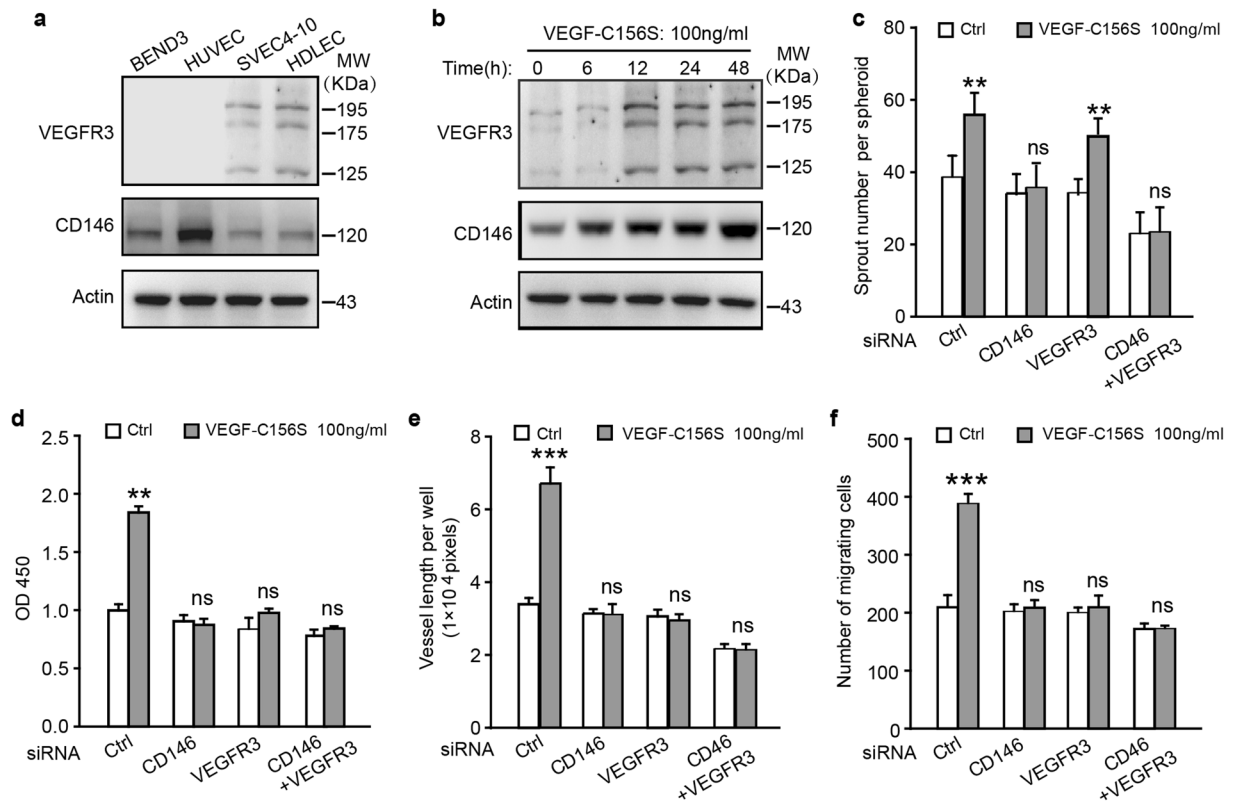 a
BEND3 HUVEC SVEC4-10 HDLEC MW
(KDa)
VEGFR3
195
175
125
CD146
120
Actin
43
b
VEGF-C156S: 100ng/ml
Time(h): 0 6 12 24 48 MW
(KDa)
VEGFR3
195
175
125
CD146
120
Actin
43
c
Ctrl VEGF-C156S 100ng/ml
Sprout number per spheroid
80
60
40
20
0
** ns ** ns
siRNA Ctrl CD146 VEGFR3 CD46
+VEGFR3
d
Ctrl VEGF-C156S 100ng/ml
OD 450
2.5
2.0
1.5
1.0
0.5
0.0
** ns ns ns
siRNA Ctrl CD146 VEGFR3 CD146
+VEGFR3
e
Ctrl VEGF-C156S 100ng/ml
Vessel length per well
(1×10 4 pixels)
8
6
4
2
0
*** ns ns ns
siRNA Ctrl CD146 VEGFR3 CD46
+VEGFR3
f
Ctrl VEGF-C156S 100ng/ml
Number of migrating cells
500
400
300
200
100
0
*** ns ns ns
siRNA Ctrl CD146 VEGFR3 CD46
+VEGFR3